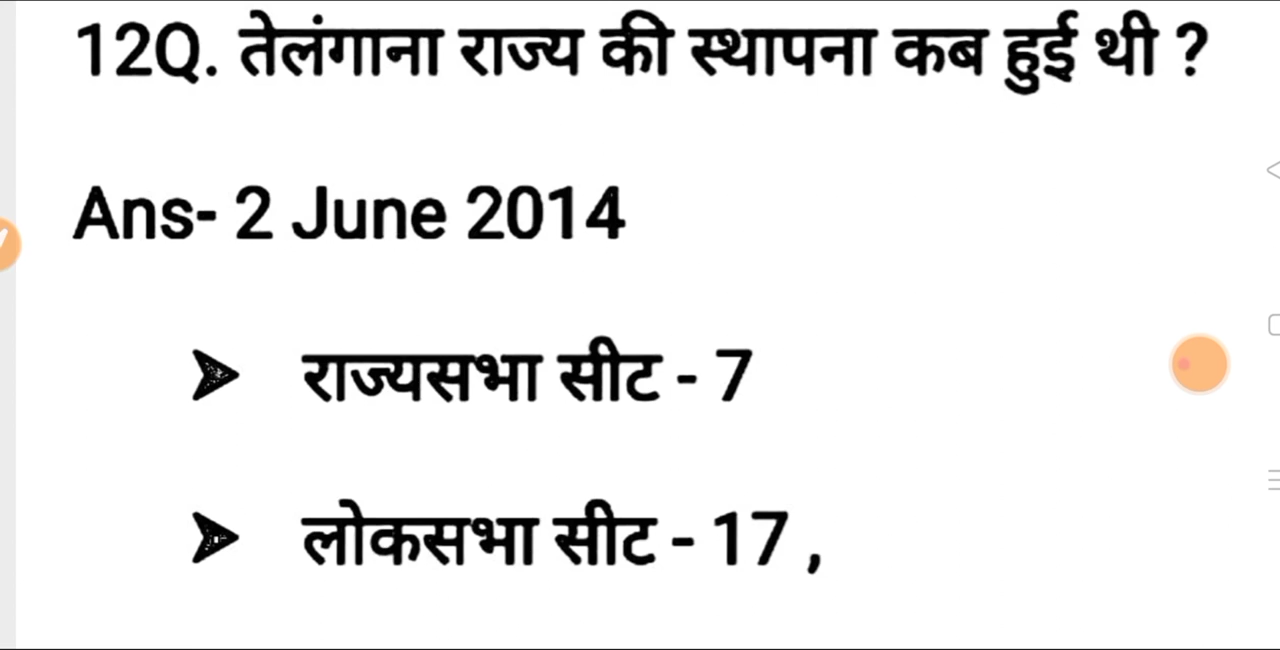 12Q. तेलंगाना राज्य की स्थापना कब हुई थी ?
Ans- 2 June 2014
➤ राज्यसभा सीट - 7
➤ लोकसभा सीट - 17 ,